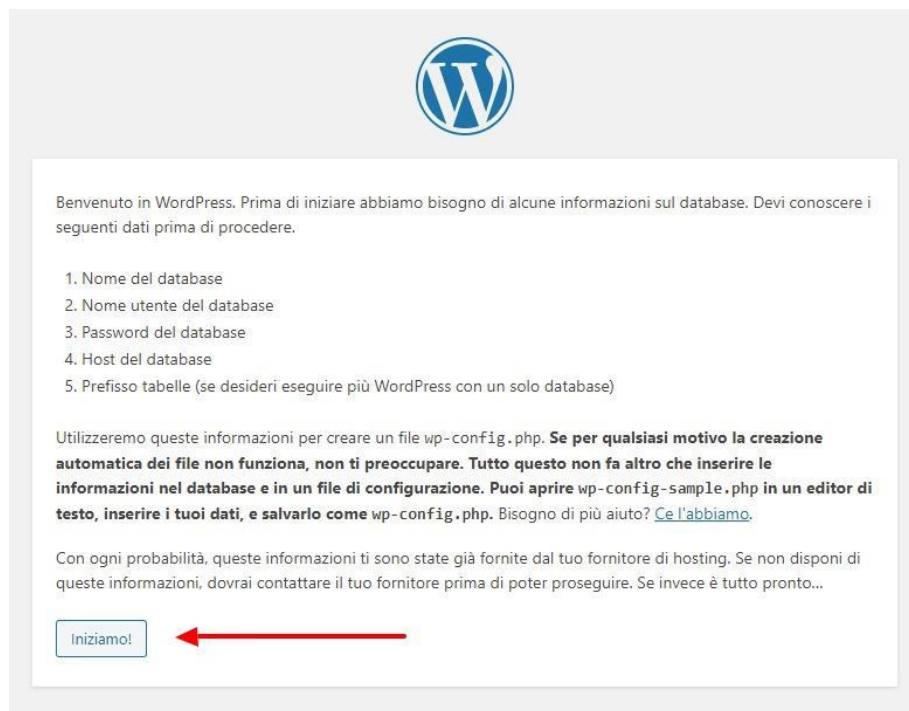 Benvenuto in WordPress. Prima di iniziare abbiamo bisogno di alcune informazioni sul database. Devi conoscere i
seguenti dati prima di procedere.
1. Nome del database
2. Nome utente del database
3. Password del database
4. Host del database
5. Prefisso tabelle (se desideri eseguire più WordPress con un solo database)
Utilizzeremo queste informazioni per creare un file wp-config.php. Se per qualsiasi motivo la creazione
automatica dei file non funziona, non ti preoccupare. Tutto questo non fa altro che inserire le
informazioni nel database e in un file di configurazione. Puoi aprire wp-config-sample.php in un editor di
testo, inserire i tuoi dati, e salvarlo come wp-config.php. Bisogno di più aiuto? Ce l'abbiamo.
Con ogni probabilità, queste informazioni ti sono state già fornite dal tuo fornitore di hosting. Se non disponi di
queste informazioni, dovrai contattare il tuo fornitore prima di poter proseguire. Se invece è tutto pronto...
Iniziamo!